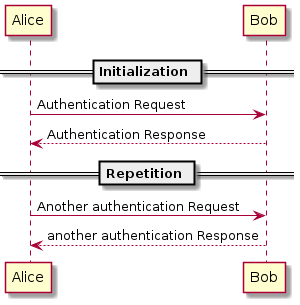 Alice Bob
Initialization
Authentication Request
Authentication Response
Repetition
Another authentication Request
another authentication Response
Alice Bob